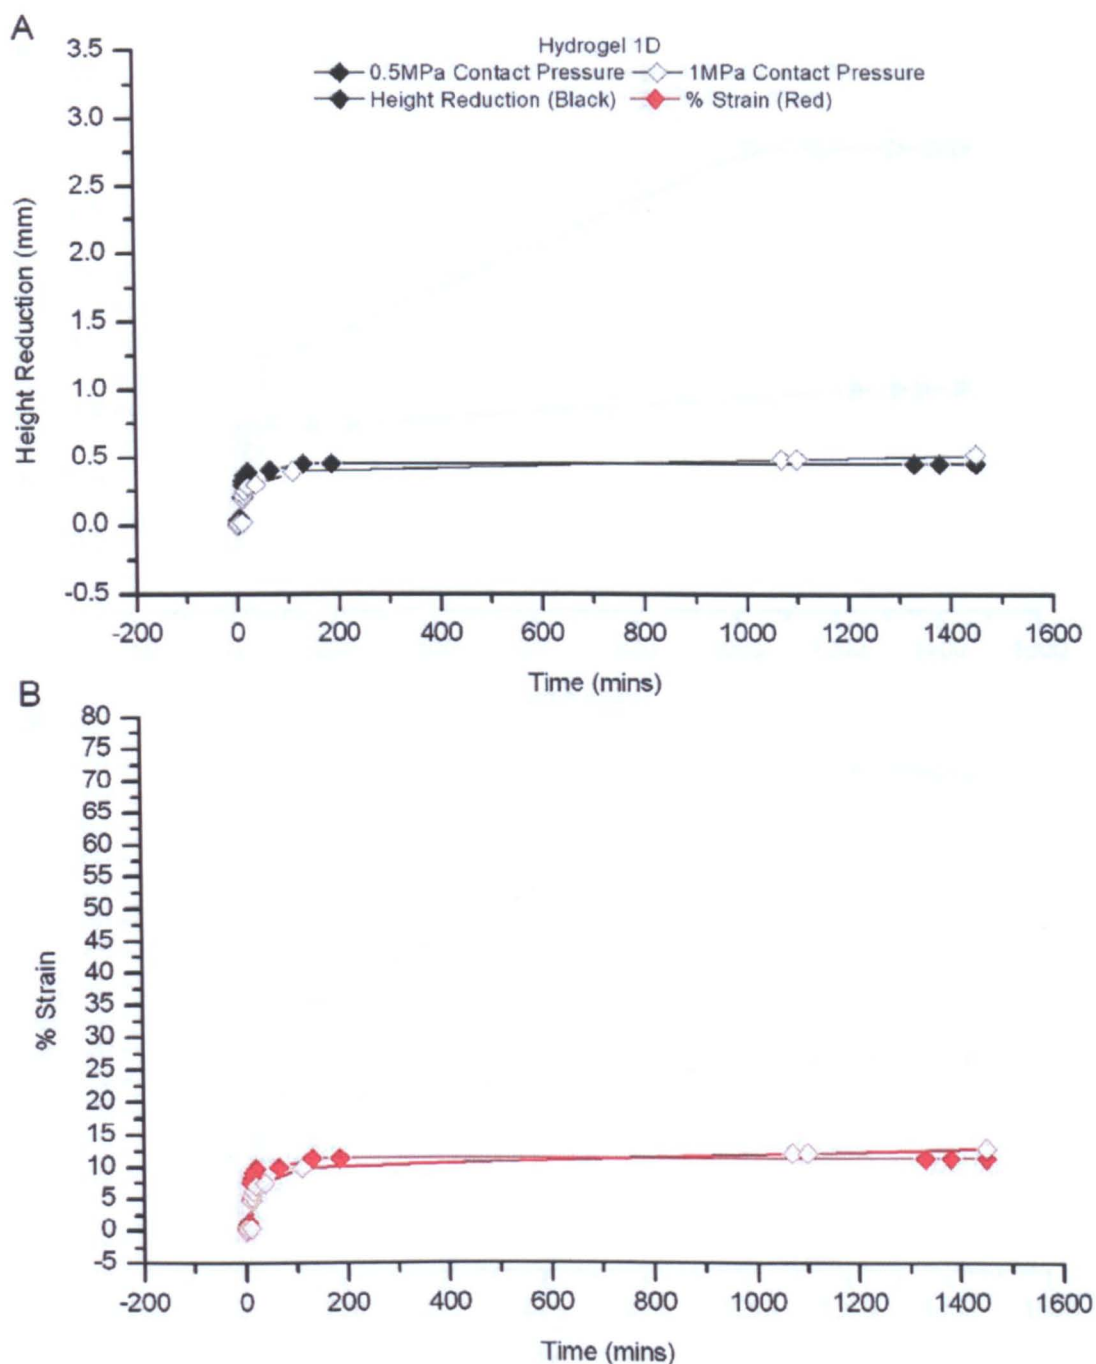 A
Hydrogel 1D
0.5MPa Contact Pressure 1MPa Contact Pressure
Height Reduction (Black) % Strain (Red)
3.5
3.0
2.5
2.0
1.5
1.0
0.5
0.0
-0.5
Height Reduction (mm)
-200 0 200 400 600 800 1000 1200 1400 1600
Time (mins)
B
80
75
70
65
60
55
50
45
40
35
30
25
20
15
10
5
0
-5
% Strain
-200 0 200 400 600 800 1000 1200 1400 1600
Time (mins)